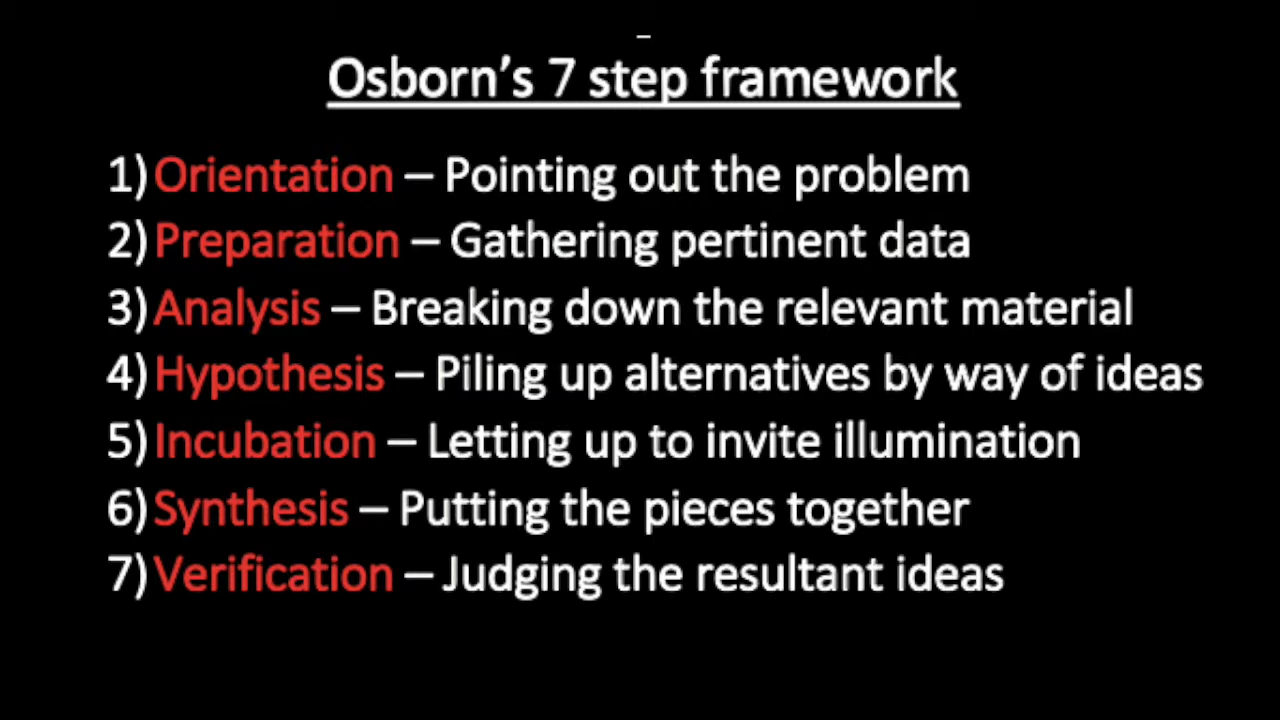 Osborn's 7 step framework
1) Orientation – Pointing out the problem
2) Preparation – Gathering pertinent data
3) Analysis – Breaking down the relevant material
4) Hypothesis – Piling up alternatives by way of ideas
5) Incubation – Letting up to invite illumination
6) Synthesis – Putting the pieces together
7) Verification – Judging the resultant ideas